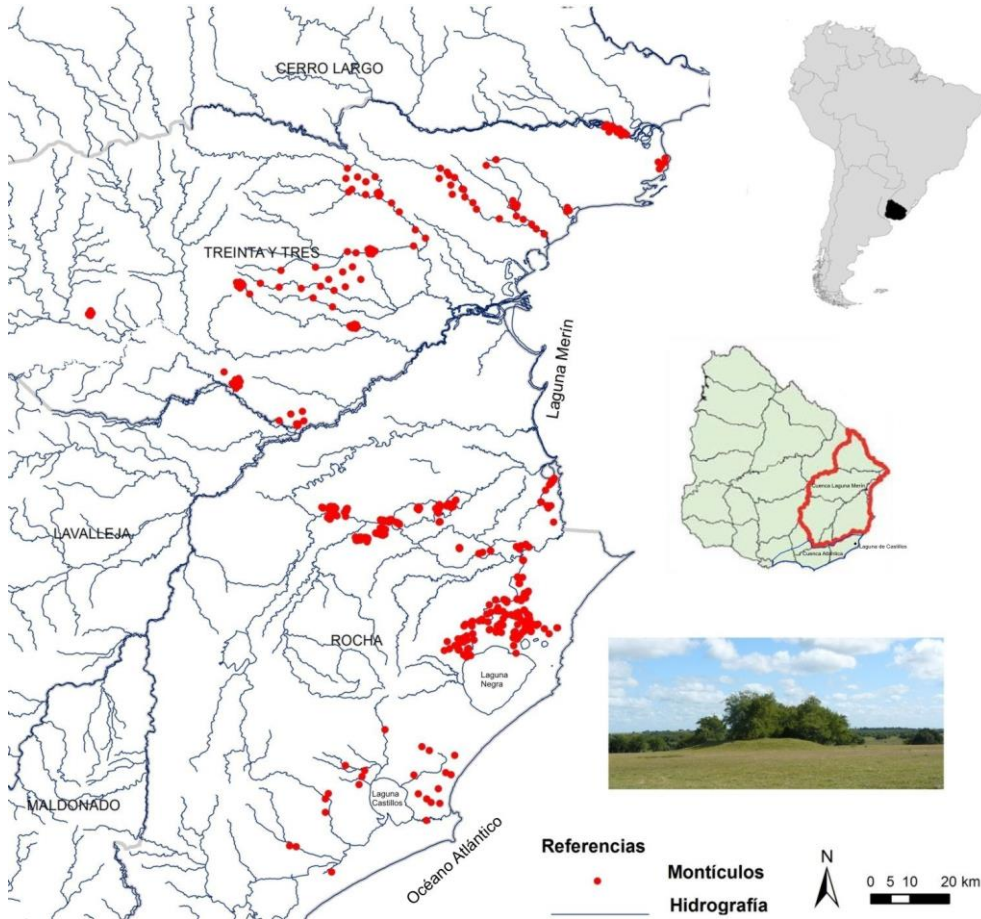 CERRO LARGO
TREINTA Y TRES
Laguna Merín
LAVALLEJA
ROCHA
Laguna
Negra
MALDONADO
Laguna
Castillos
Océano Atlántico
Cuenca Laguna Merín
Laguna de Castillos
Cuenca Atlántica
Referencias
Montículos
Hidrografía
N
0 5 10 20 km